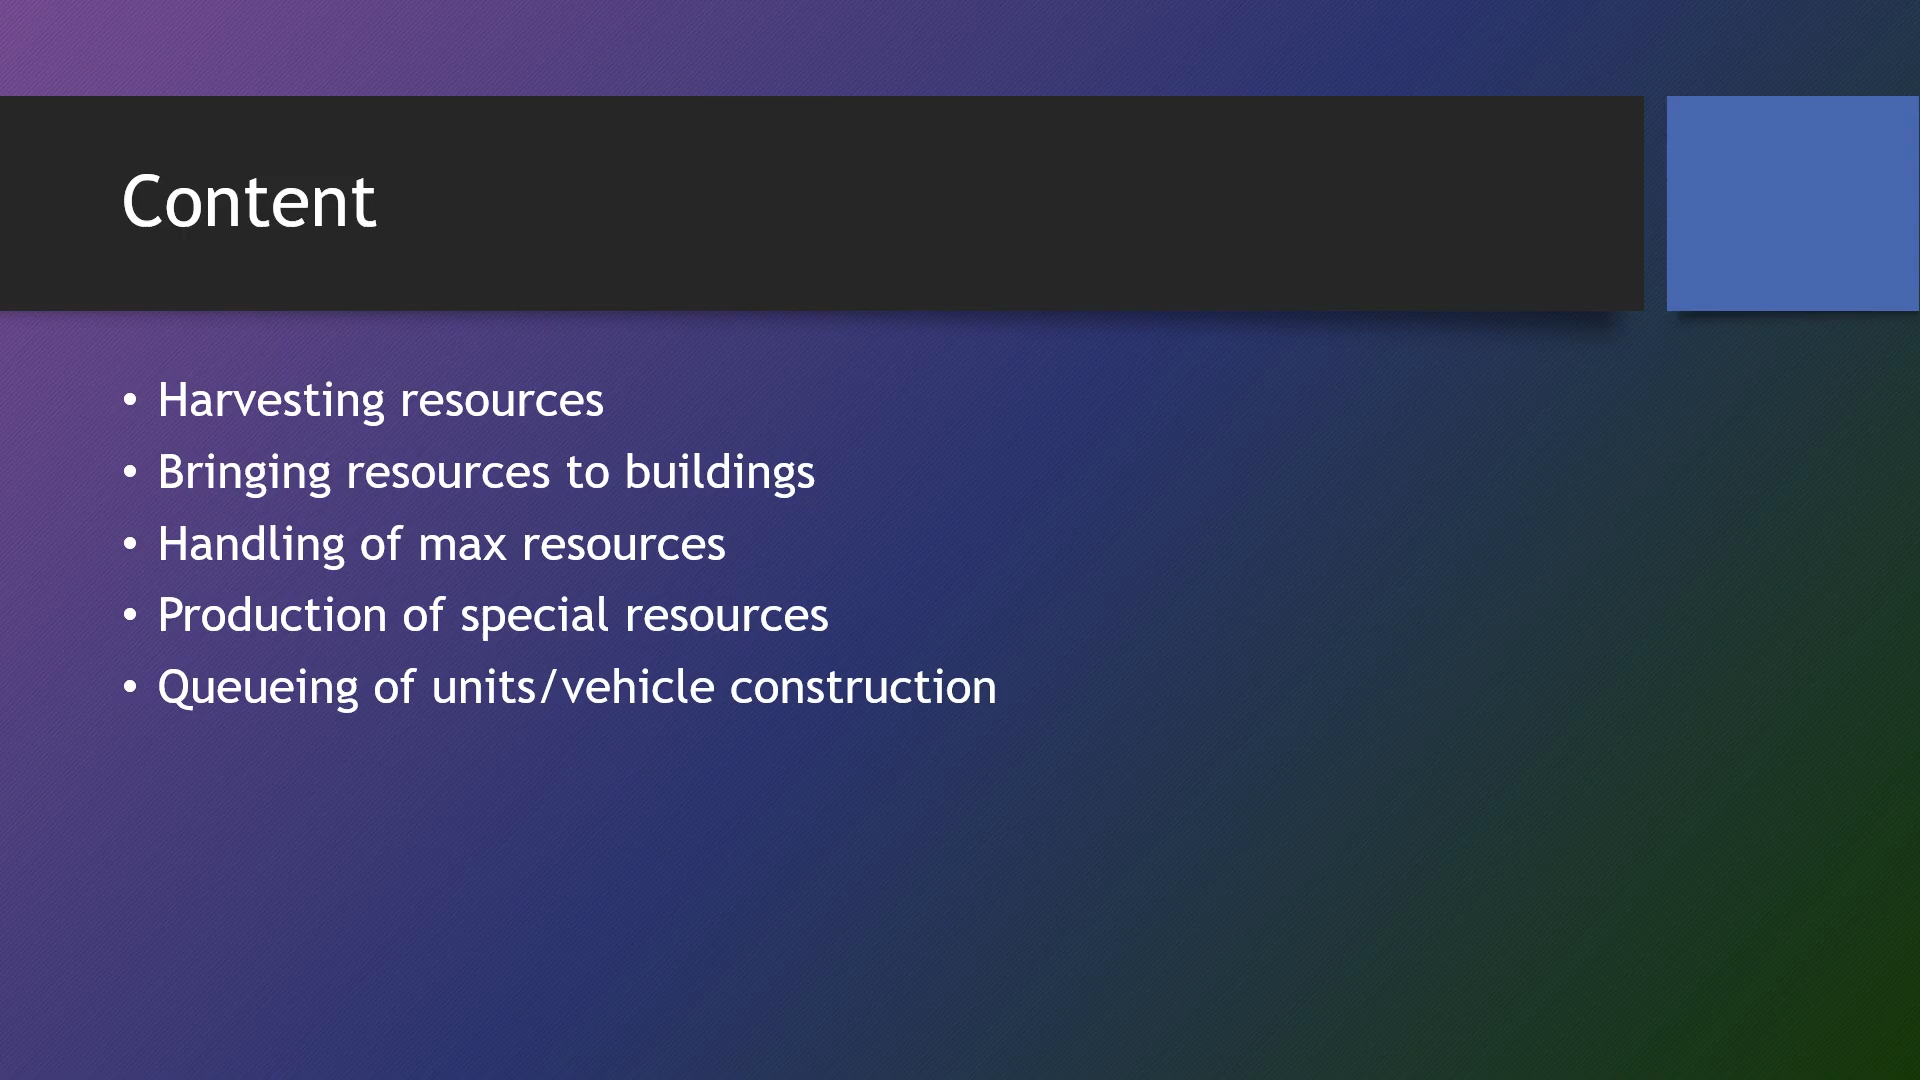 Content
• Harvesting resources
• Bringing resources to buildings
• Handling of max resources
• Production of special resources
• Queueing of units/vehicle construction